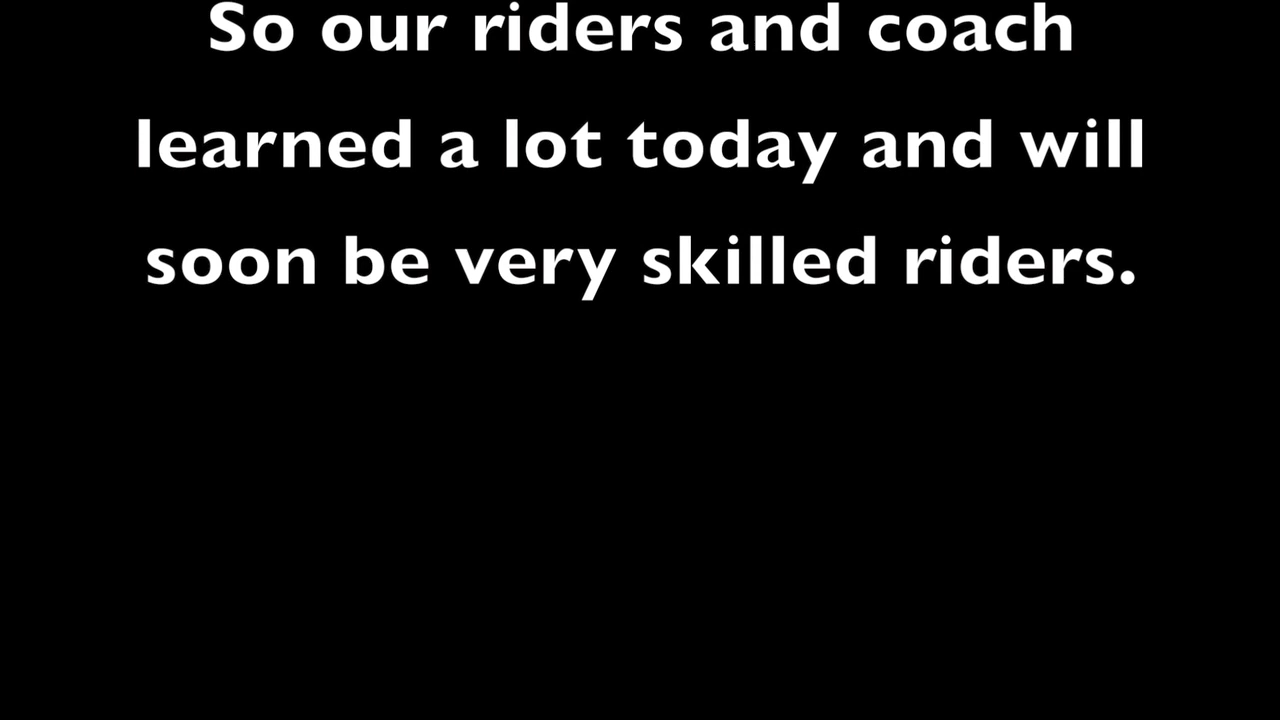 So our riders and coach
learned a lot today and will
soon be very skilled riders.